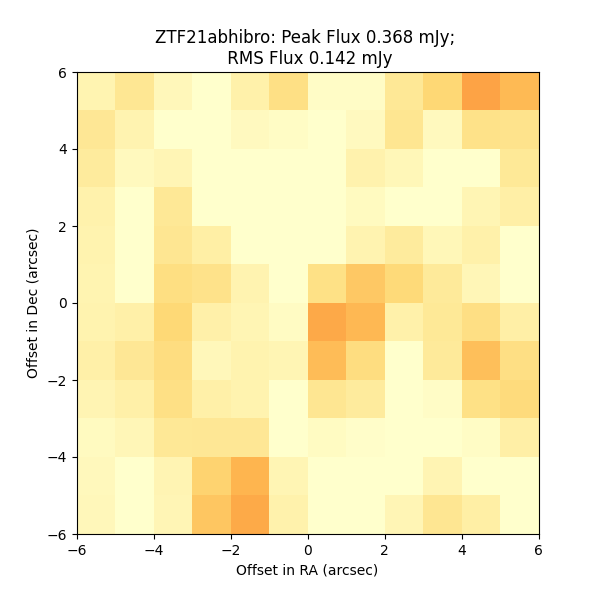 ZTF21abhibro: Peak Flux 0.368 mJy;
RMS Flux 0.142 mJy
6
4
2
0
−2
−4
−6
Offset in Dec (arcsec)
−6 −4 −2 0 2 4 6
Offset in RA (arcsec)